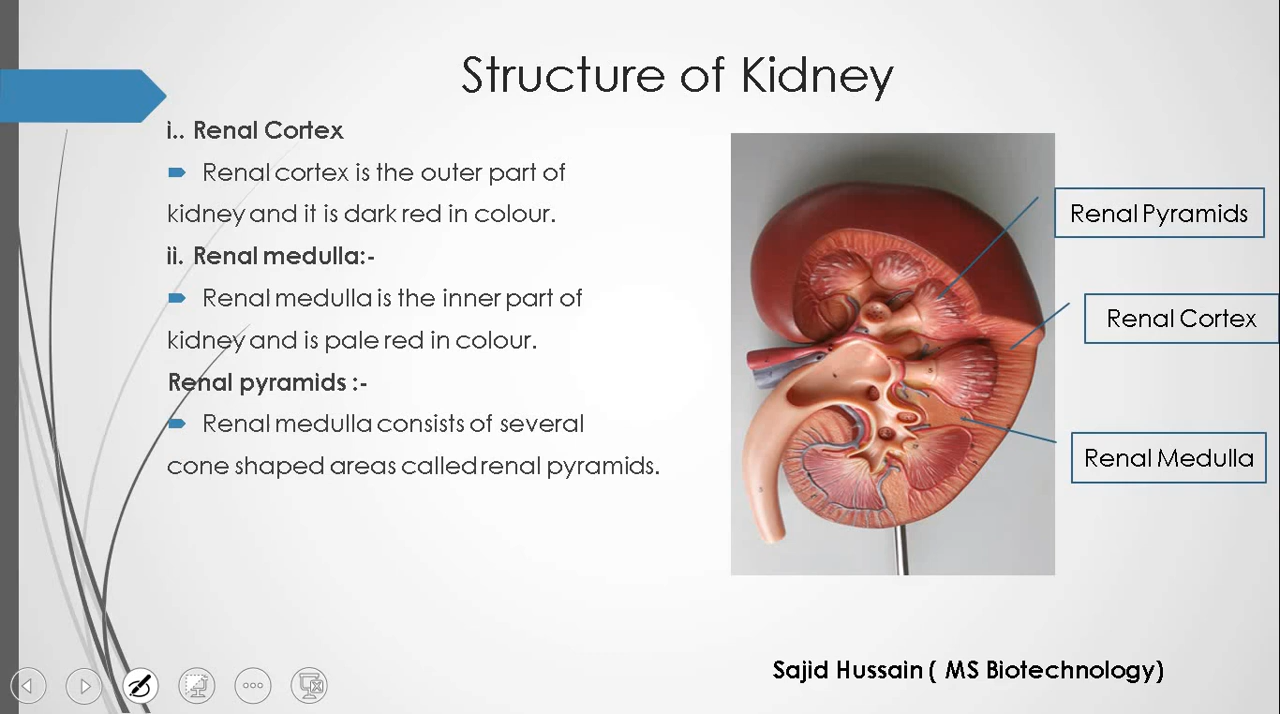 Structure of Kidney
i.. Renal Cortex
Renal cortex is the outer part of
kidney and it is dark red in colour.
ii. Renal medulla:-
Renal medulla is the inner part of
kidney and is pale red in colour.
Renal pyramids :-
Renal medulla consists of several
cone shaped areas called renal pyramids.
Renal Pyramids
Renal Cortex
Renal Medulla
Sajid Hussain ( MS Biotechnology)